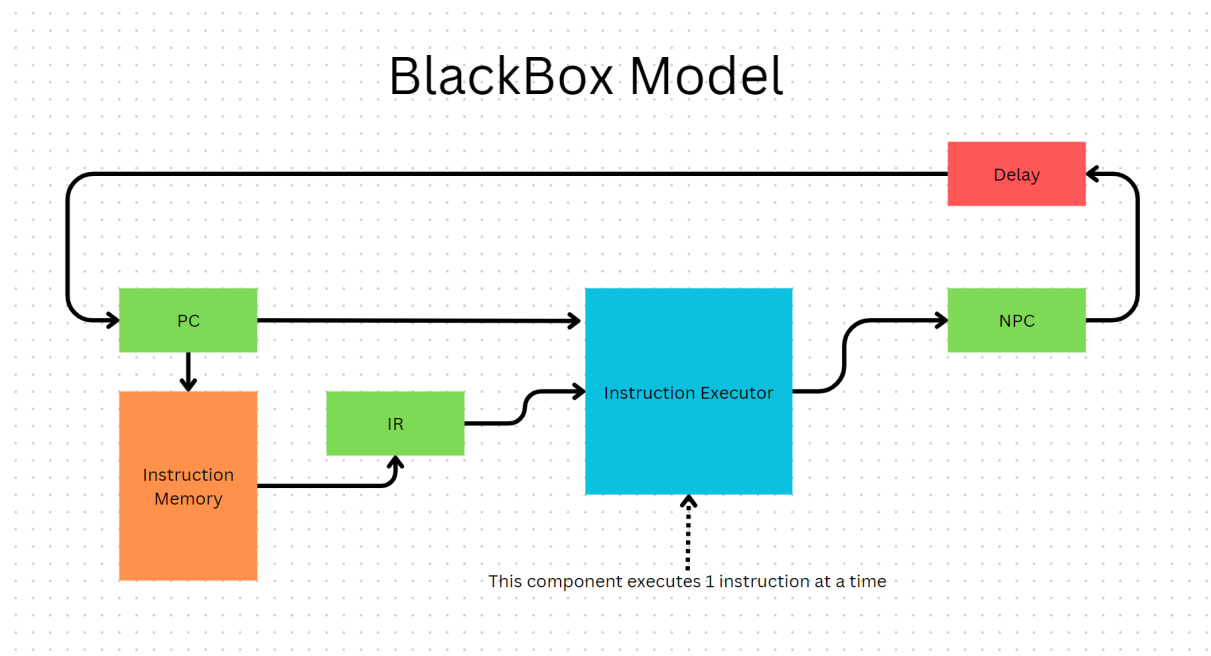 BlackBox Model
Delay
PC
Instruction Executor
NPC
IR
Instruction
Memory
This component executes 1 instruction at a time